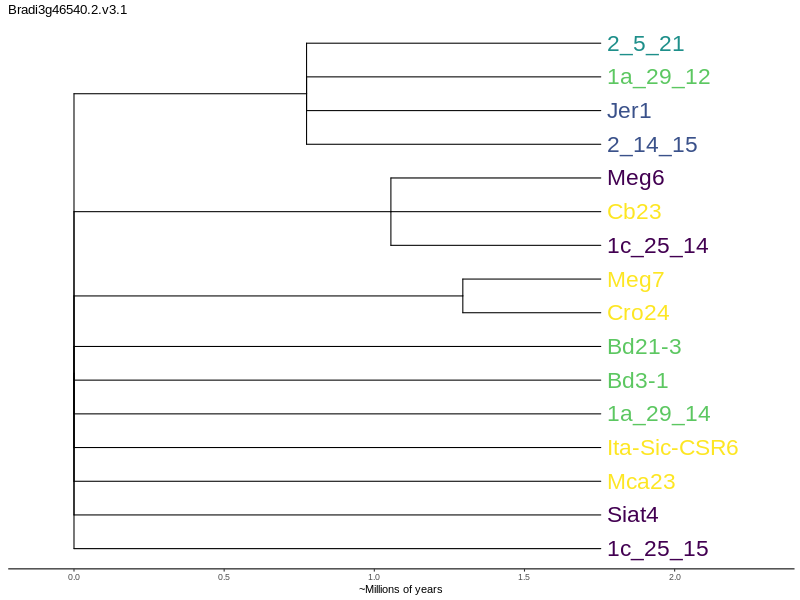 Bradi3g46540.2.v3.1
2_5_21
1a_29_12
Jer1
2_14_15
Meg6
Cb23
1c_25_14
Meg7
Cro24
Bd21-3
Bd3-1
1a_29_14
Ita-Sic-CSR6
Mca23
Siat4
1c_25_15
0.0 0.5 1.0 1.5 2.0
~Millions of years